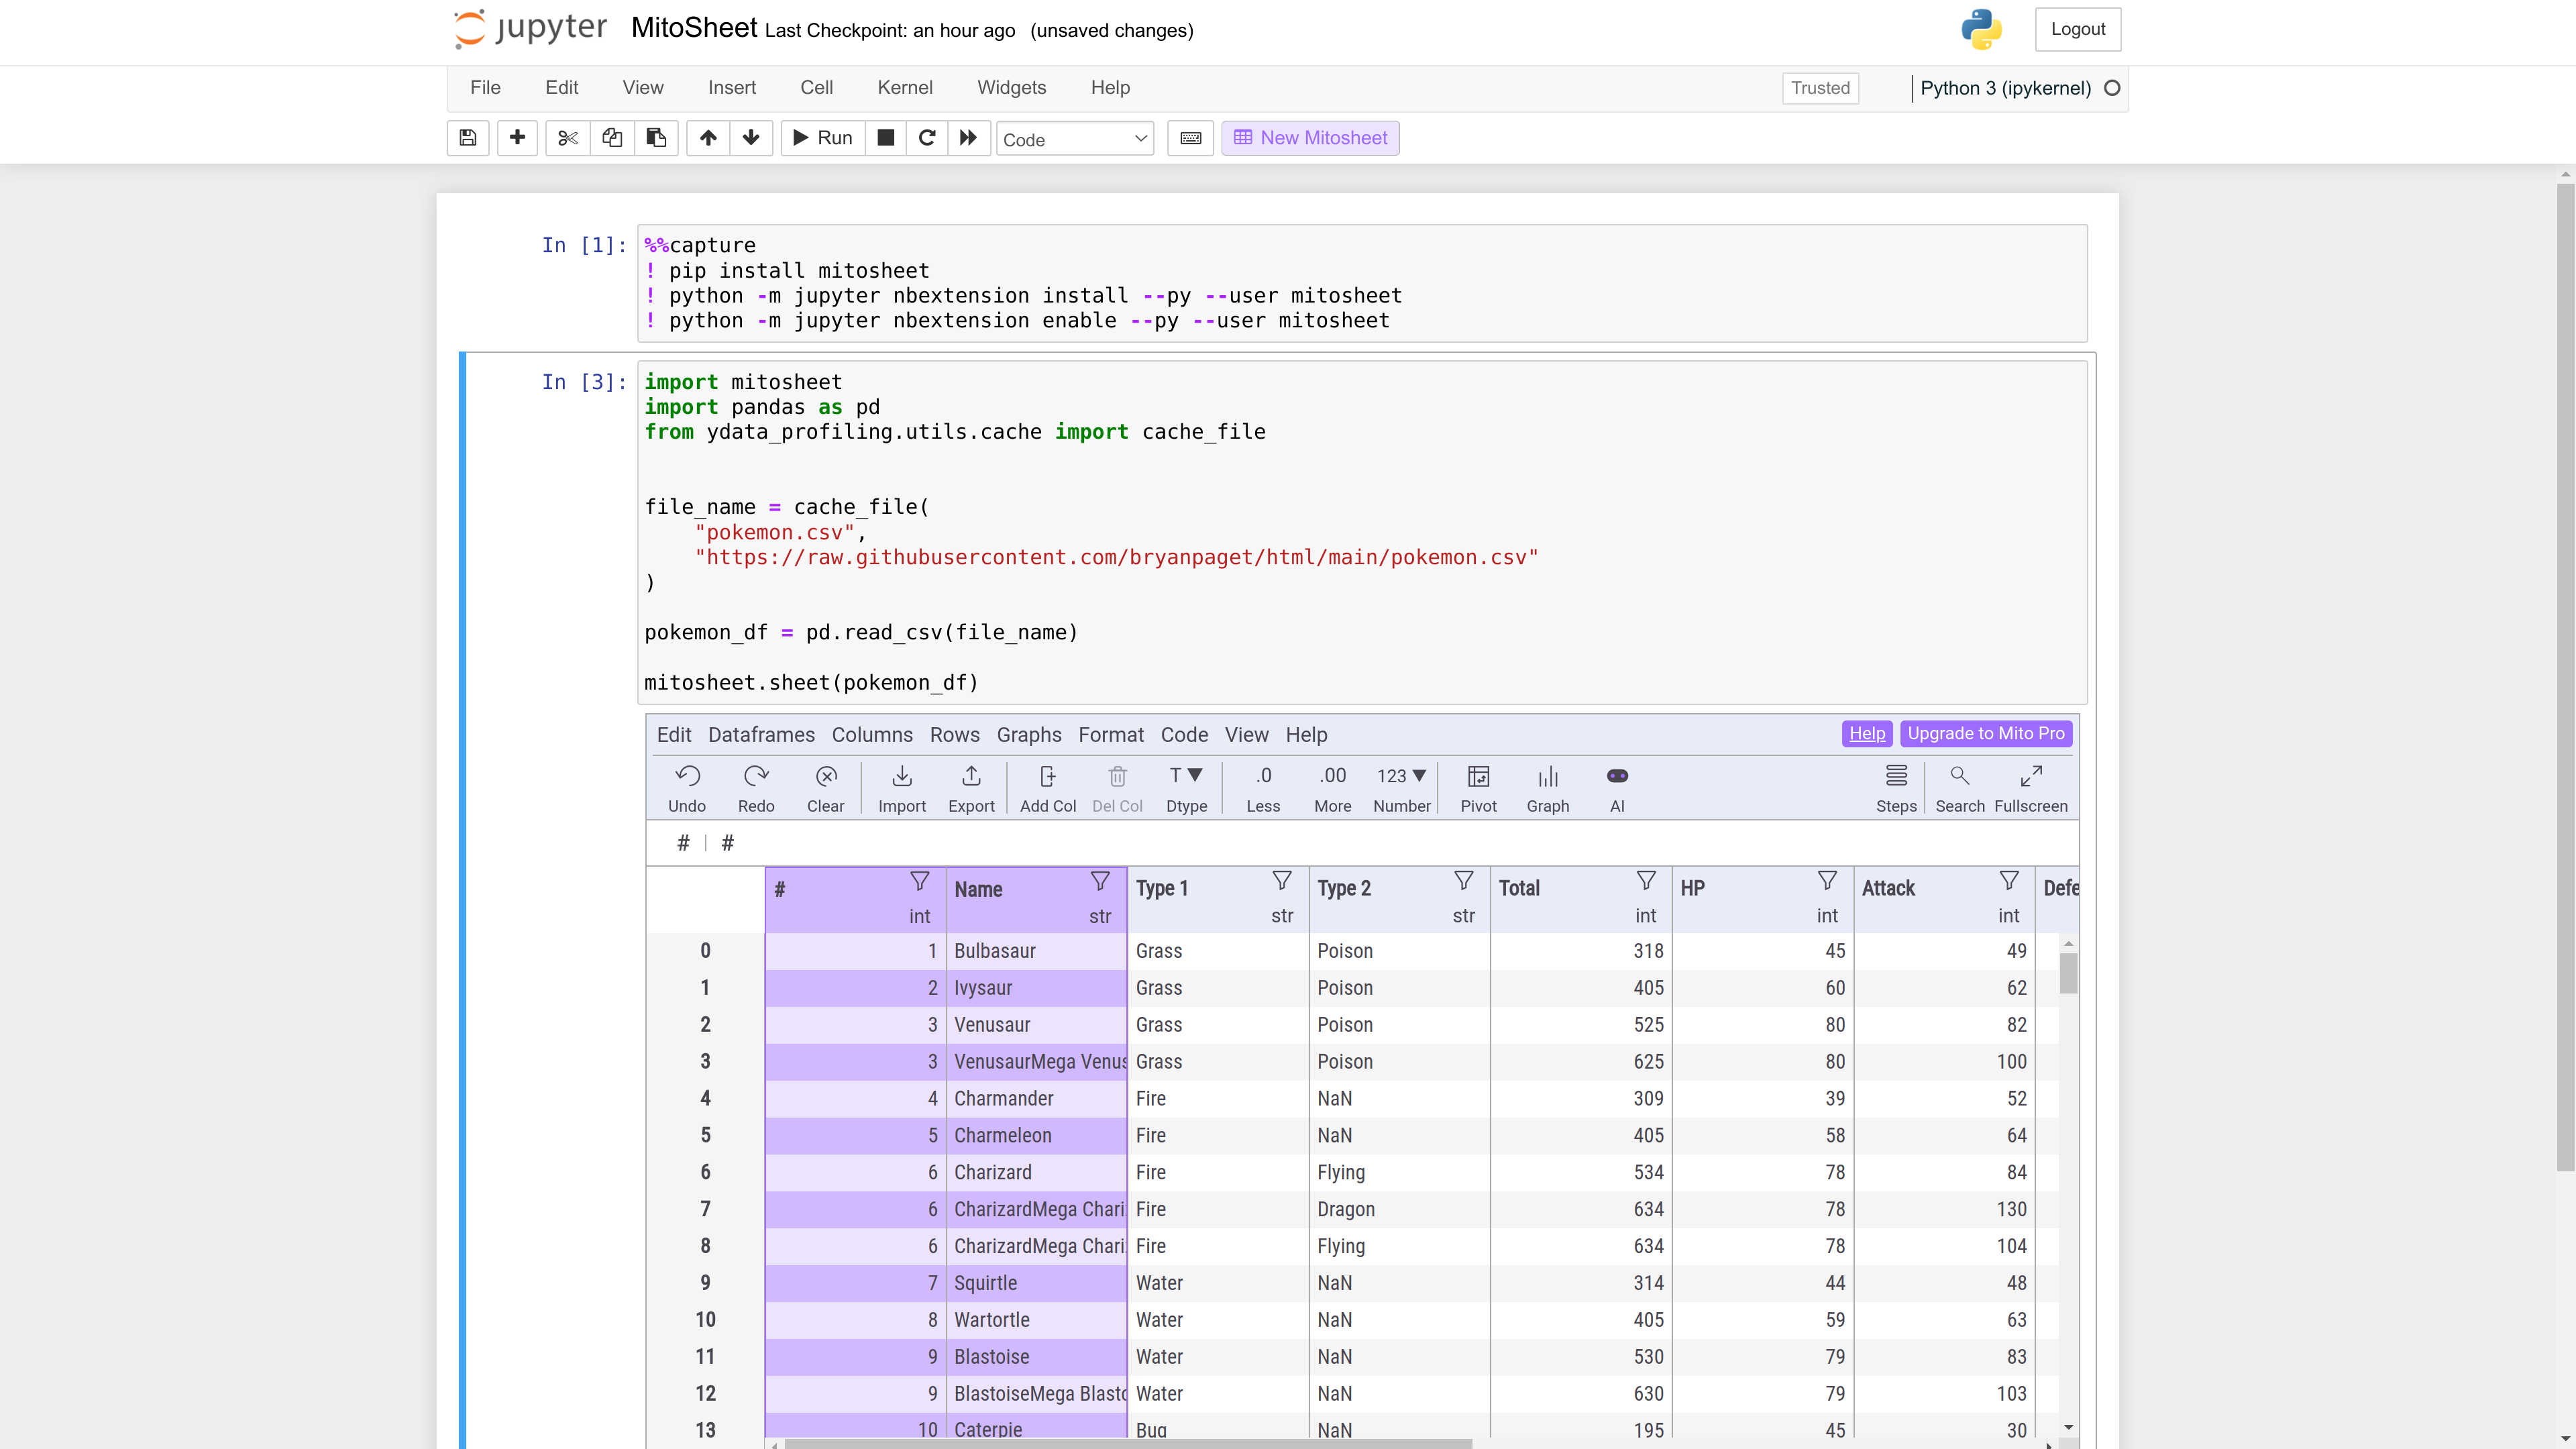 jupyter MitoSheet Last Checkpoint: an hour ago (unsaved changes) Logout
File Edit View Insert Cell Kernel Widgets Help Trusted Python 3 (ipykernel)
Run Code New Mitosheet
In [1]: %%capture
! pip install mitosheet
! python -m jupyter nbextension install --py --user mitosheet
! python -m jupyter nbextension enable --py --user mitosheet
In [3]: import mitosheet
import pandas as pd
from ydata_profiling.utils.cache import cache_file
file_name = cache_file(
"pokemon.csv",
"https://raw.githubusercontent.com/bryanpaget/html/main/pokemon.csv"
)
pokemon_df = pd.read_csv(file_name)
mitosheet.sheet(pokemon_df)
Edit Dataframes Columns Rows Graphs Format Code View Help Help Upgrade to Mito Pro
T .0 .00 123
Undo Redo Clear Import Export Add Col Del Col Dtype Less More Number Pivot Graph AI Steps Search Fullscreen
# | #
# Name Type 1 Type 2 Total HP Attack Defe
int str str str int int int
0 1 Bulbasaur Grass Poison 318 45 49
1 2 Ivysaur Grass Poison 405 60 62
2 3 Venusaur Grass Poison 525 80 82
3 3 VenusaurMega Venus Grass Poison 625 80 100
4 4 Charmander Fire NaN 309 39 52
5 5 Charmeleon Fire NaN 405 58 64
6 6 Charizard Fire Flying 534 78 84
7 6 CharizardMega Chari Fire Dragon 634 78 130
8 6 CharizardMega Chari Fire Flying 634 78 104
9 7 Squirtle Water NaN 314 44 48
10 8 Wartortle Water NaN 405 59 63
11 9 Blastoise Water NaN 530 79 83
12 9 BlastoiseMega Blasto Water NaN 630 79 103
13 10 Caterpie Bug NaN 195 45 30